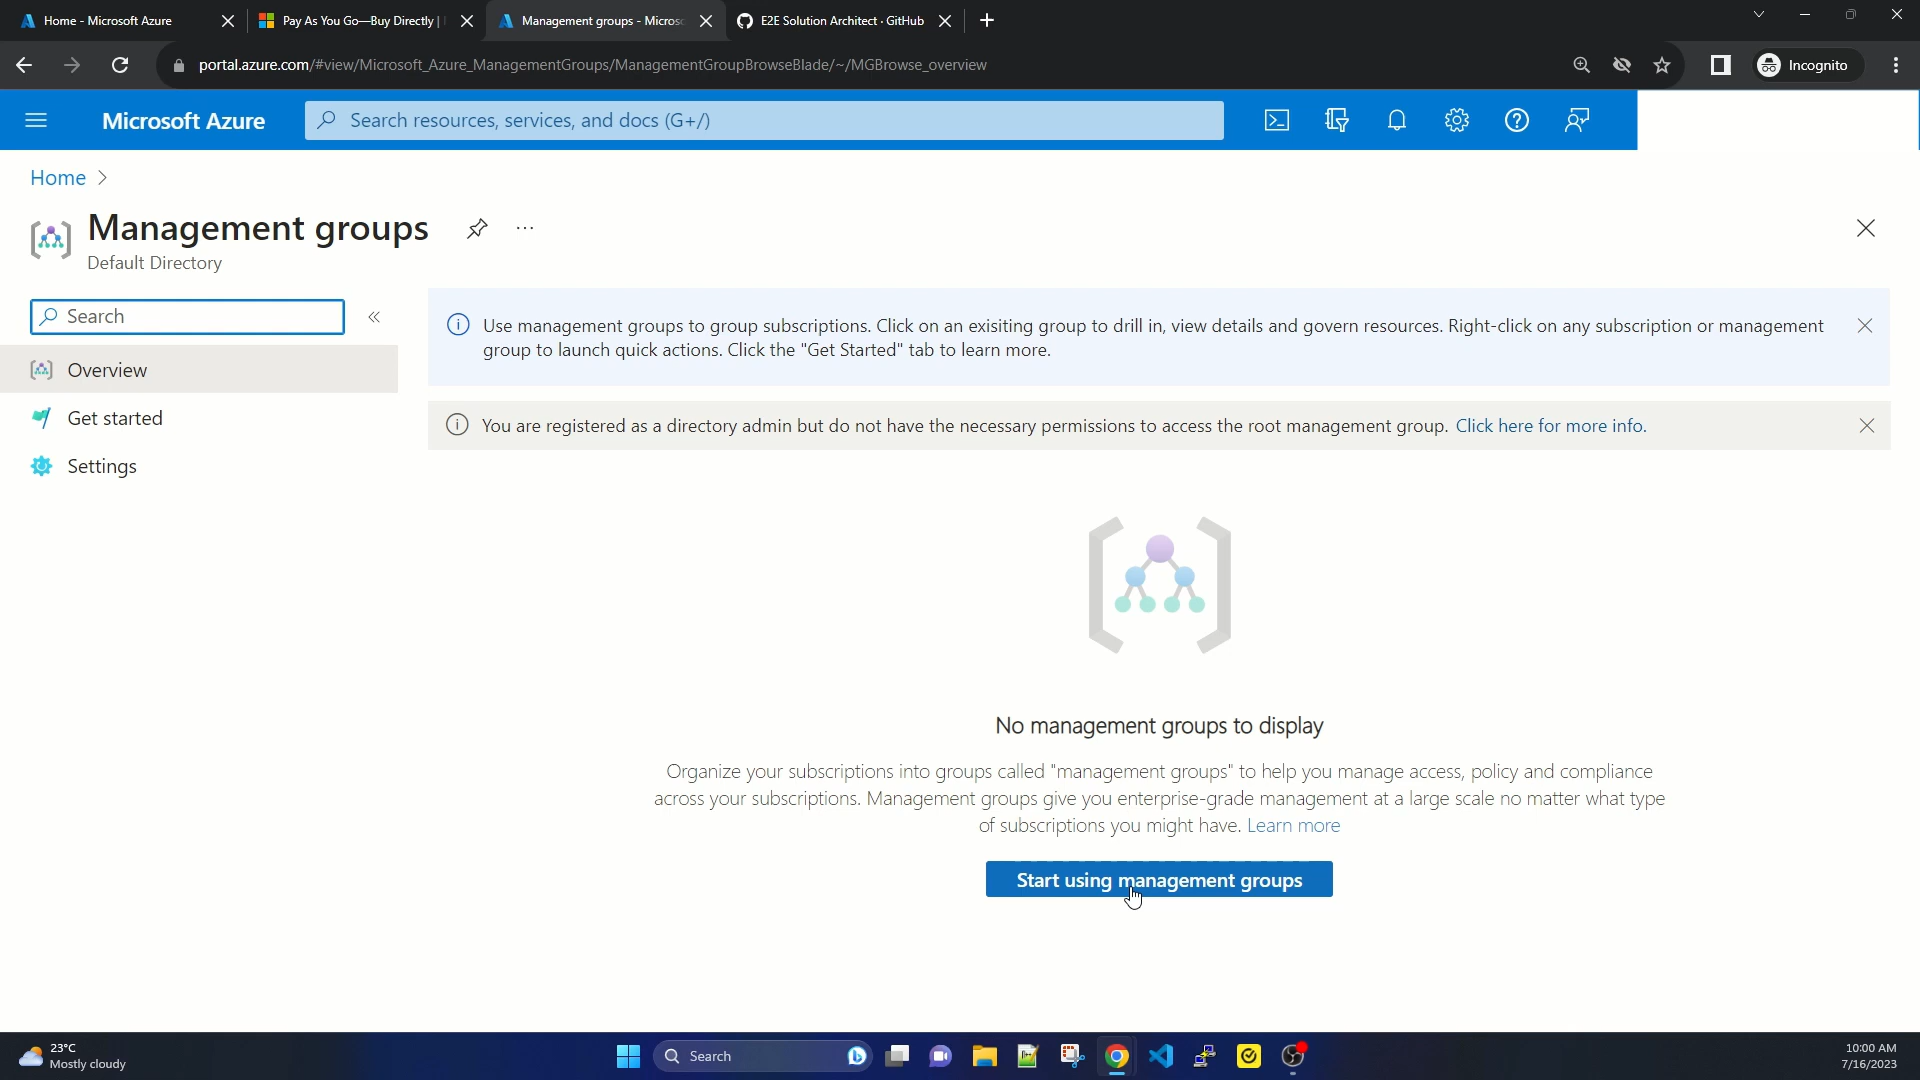 Home - Microsoft Azure
Pay As You Go—Buy Directly |
Management groups - Micros
E2E Solution Architect · GitHub
portal.azure.com/#view/Microsoft_Azure_ManagementGroups/ManagementGroupBrowseBlade/~/MGBrowse_overview
Incognito
Microsoft Azure
Search resources, services, and docs (G+/)
Home >
Management groups
Default Directory
Search
Overview
Get started
Settings
Use management groups to group subscriptions. Click on an exisiting group to drill in, view details and govern resources. Right-click on any subscription or management
group to launch quick actions. Click the "Get Started" tab to learn more.
You are registered as a directory admin but do not have the necessary permissions to access the root management group. Click here for more info.
No management groups to display
Organize your subscriptions into groups called "management groups" to help you manage access, policy and compliance
across your subscriptions. Management groups give you enterprise-grade management at a large scale no matter what type
of subscriptions you might have. Learn more
Start using management groups
23°C
Mostly cloudy
Search
10:00 AM
7/16/2023